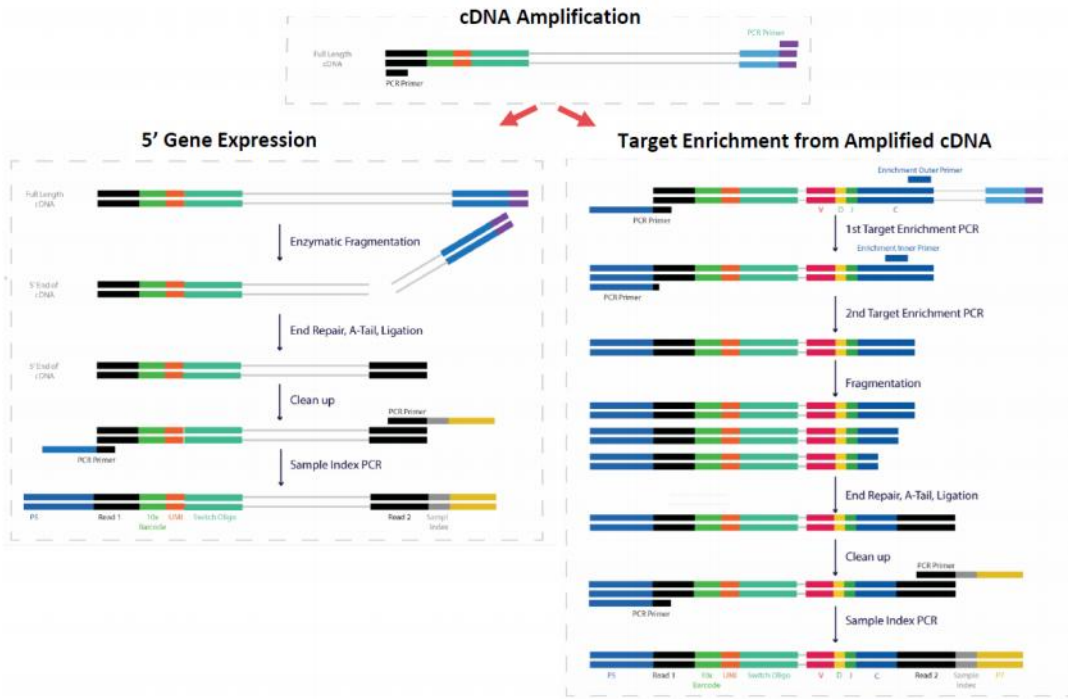 cDNA Amplification
PCR Primer
Full Length
cDNA
PCR Primer
5' Gene Expression
Full Length
cDNA
Enzymatic Fragmentation
5' End of
cDNA
End Repair, A-Tail, Ligation
5' End of
cDNA
Clean up
PCR Primer
PCR Primer
Sample Index PCR
P5 Read 1 10x UMI Switch Oligo Read 2 Sampl
Barcode Index
Target Enrichment from Amplified cDNA
Enrichment Outer Primer
PCR Primer V D J C
1st Target Enrichment PCR
Enrichment Inner Primer
PCR Primer
2nd Target Enrichment PCR
Fragmentation
End Repair, A-Tail, Ligation
Clean up
PCR Primer
PCR Primer
Sample Index PCR
P5 Read 1 10x UMI Switch Oligo V D J C Read 2 Sample P7
Barcode Index